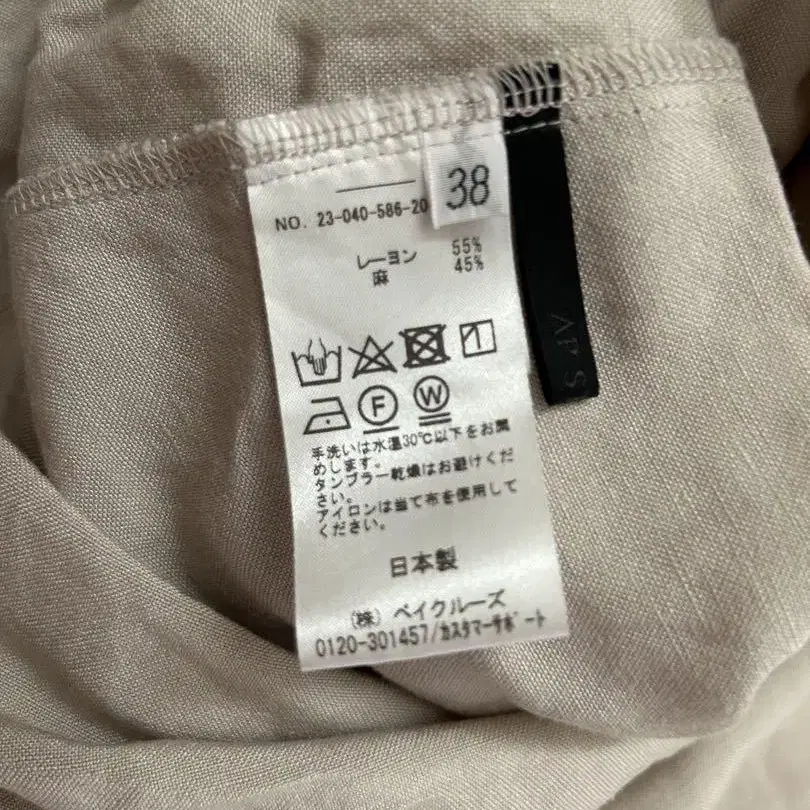 38
NO. 23-040-586-20
レーヨン 55%
麻 45%
F
W
手洗いは水温30℃以下をお薦
めします。
タンブラー乾燥はお避けくだ
さい。
アイロンは当て布を使用して
ください。
日本製
(株) ベイクルーズ
0120-301457/カスタマーサポート
AP S